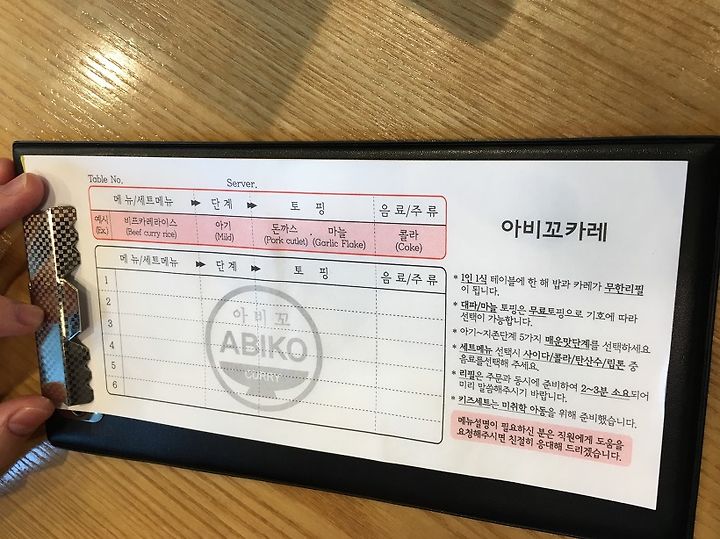 Table No. Server.
메뉴/세트메뉴 ▶▶ 단계 ▶▶ 토 핑 음료/주류
예시 (Ex.) 비프카레라이스 (Beef curry rice) 아기 (Mild) 돈까스 (Pork cutlet) . 마늘 (Garlic Flake) 콜라 (Coke)
메뉴/세트메뉴 ▶▶ 단계 ▶▶ 토핑 음료/주류
1
2
3
4
5
6
아비꼬
ABIKO
CURRY
아비꼬카레
* 1인 1식 테이블에 한 해 밥과 카레가 무한리필
이 됩니다.
* 대파/마늘 토핑은 무료토핑으로 기호에 따라
선택이 가능합니다.
* 아기~지존단계 5가지 매운맛단계를 선택하세요
* 세트메뉴 선택시 사이다/콜라/탄산수/립톤 중
음료를선택해 주세요.
* 리필은 주문과 동시에 준비하여 2~3분 소요되어
미리 말씀해주시기 바랍니다.
* 키즈세트는 미취학 아동을 위해 준비했습니다.
메뉴설명이 필요하신 분은 직원에게 도움을
요청해주시면 친절히 응대해 드리겠습니다.